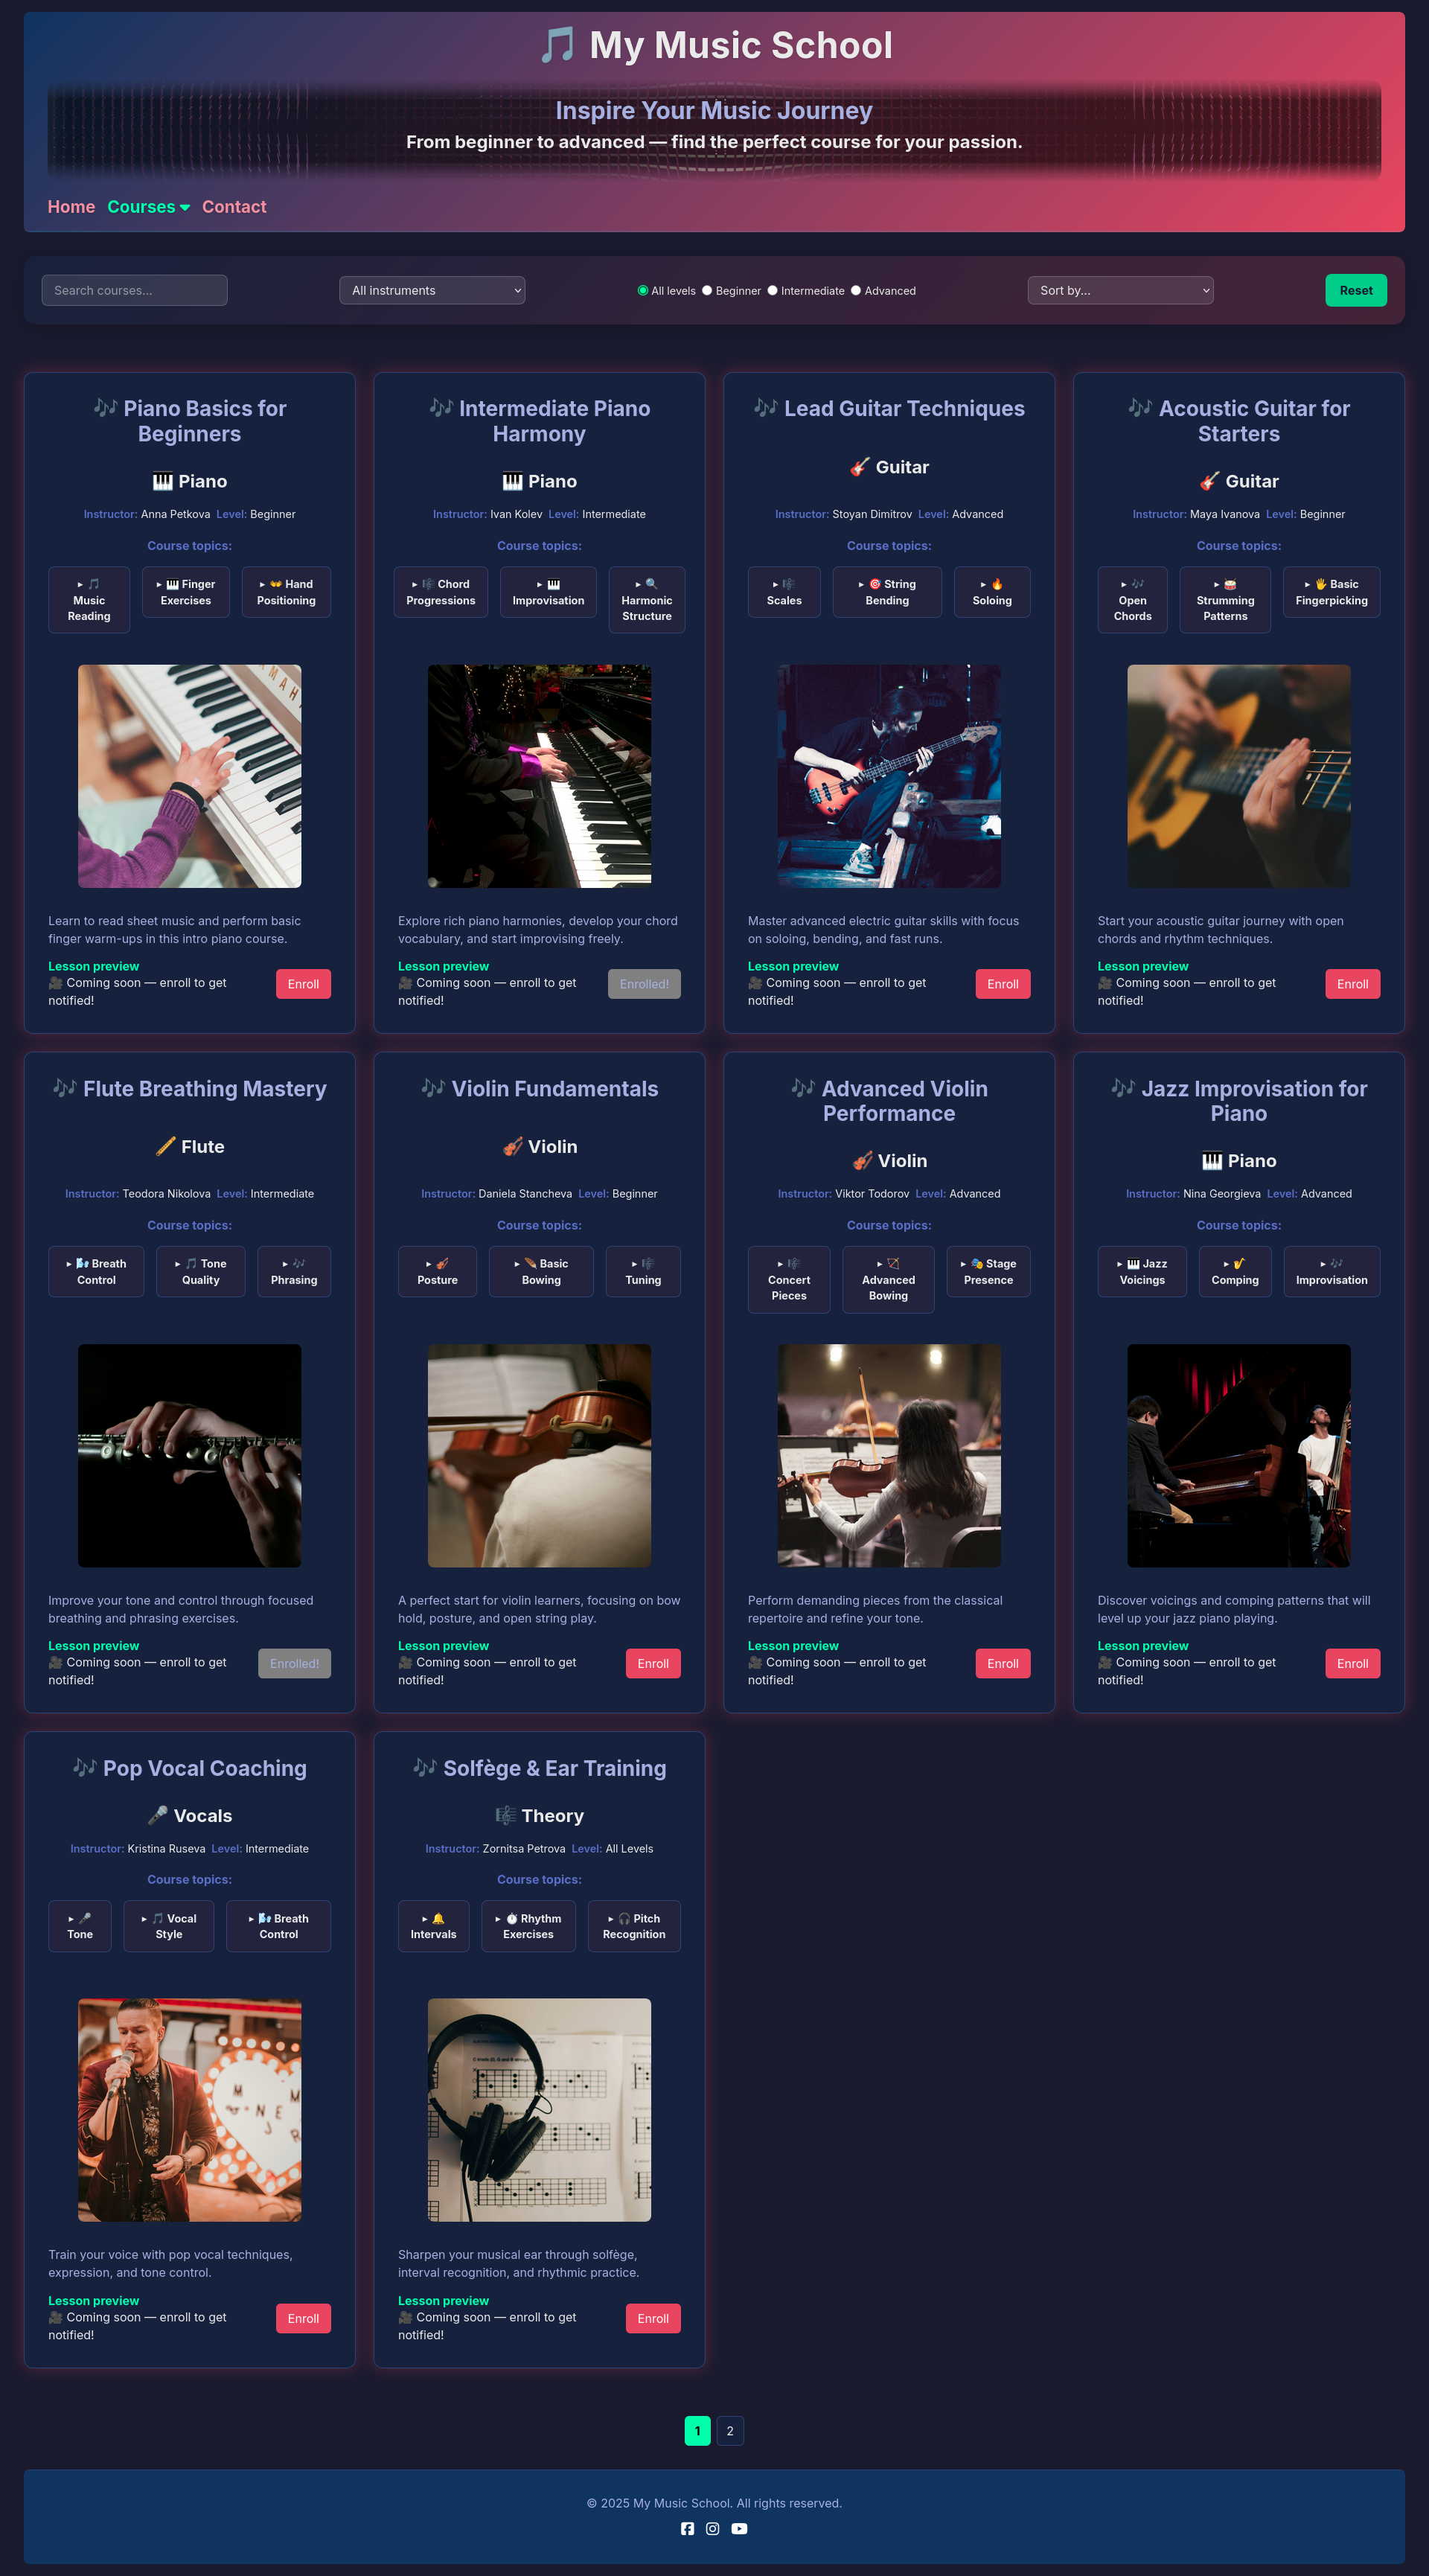 🎵 My Music School
Inspire Your Music Journey
From beginner to advanced — find the perfect course for your passion.
Home Courses Contact
Search courses...
All instruments
All levels Beginner Intermediate Advanced
Sort by...
Reset
🎶 Piano Basics for
Beginners
🎹 Piano
Instructor: Anna Petkova Level: Beginner
Course topics:
▸ 🎵
Music
Reading
▸ 🎹 Finger
Exercises
▸ 👐 Hand
Positioning
Learn to read sheet music and perform basic
finger warm-ups in this intro piano course.
Lesson preview
🎥 Coming soon — enroll to get
notified!
Enroll
🎶 Intermediate Piano
Harmony
🎹 Piano
Instructor: Ivan Kolev Level: Intermediate
Course topics:
▸ 🎼 Chord
Progressions
▸ 🎹
Improvisation
▸ 🔍
Harmonic
Structure
Explore rich piano harmonies, develop your chord
vocabulary, and start improvising freely.
Lesson preview
🎥 Coming soon — enroll to get
notified!
Enrolled!
🎶 Lead Guitar Techniques
🎸 Guitar
Instructor: Stoyan Dimitrov Level: Advanced
Course topics:
▸ 🎼
Scales
▸ 🎯 String
Bending
▸ 🔥
Soloing
Master advanced electric guitar skills with focus
on soloing, bending, and fast runs.
Lesson preview
🎥 Coming soon — enroll to get
notified!
Enroll
🎶 Acoustic Guitar for
Starters
🎸 Guitar
Instructor: Maya Ivanova Level: Beginner
Course topics:
▸ 🎶
Open
Chords
▸ 🥁
Strumming
Patterns
▸ 🖐 Basic
Fingerpicking
Start your acoustic guitar journey with open
chords and rhythm techniques.
Lesson preview
🎥 Coming soon — enroll to get
notified!
Enroll
🎶 Flute Breathing Mastery
Flute
Instructor: Teodora Nikolova Level: Intermediate
Course topics:
▸ 🌬️ Breath
Control
▸ 🎵 Tone
Quality
▸ 🎶
Phrasing
Improve your tone and control through focused
breathing and phrasing exercises.
Lesson preview
🎥 Coming soon — enroll to get
notified!
Enrolled!
🎶 Violin Fundamentals
🎻 Violin
Instructor: Daniela Stancheva Level: Beginner
Course topics:
▸ 🎻
Posture
▸ 🪶 Basic
Bowing
▸ 🎼
Tuning
A perfect start for violin learners, focusing on bow
hold, posture, and open string play.
Lesson preview
🎥 Coming soon — enroll to get
notified!
Enroll
🎶 Advanced Violin
Performance
🎻 Violin
Instructor: Viktor Todorov Level: Advanced
Course topics:
▸ 🎼
Concert
Pieces
▸ 🏹
Advanced
Bowing
▸ 🎭 Stage
Presence
Perform demanding pieces from the classical
repertoire and refine your tone.
Lesson preview
🎥 Coming soon — enroll to get
notified!
Enroll
🎶 Jazz Improvisation for
Piano
🎹 Piano
Instructor: Nina Georgieva Level: Advanced
Course topics:
▸ 🎹 Jazz
Voicings
▸ 🎷
Comping
▸ 🎶
Improvisation
Discover voicings and comping patterns that will
level up your jazz piano playing.
Lesson preview
🎥 Coming soon — enroll to get
notified!
Enroll
🎶 Pop Vocal Coaching
🎤 Vocals
Instructor: Kristina Ruseva Level: Intermediate
Course topics:
▸ 🎤
Tone
▸ 🎵 Vocal
Style
▸ 🌬️ Breath
Control
Train your voice with pop vocal techniques,
expression, and tone control.
Lesson preview
🎥 Coming soon — enroll to get
notified!
Enroll
🎶 Solfège & Ear Training
🎼 Theory
Instructor: Zornitsa Petrova Level: All Levels
Course topics:
▸ 🔔
Intervals
▸ ⏱️ Rhythm
Exercises
▸ 🎧 Pitch
Recognition
Sharpen your musical ear through solfège,
interval recognition, and rhythmic practice.
Lesson preview
🎥 Coming soon — enroll to get
notified!
Enroll
1 2
© 2025 My Music School. All rights reserved.